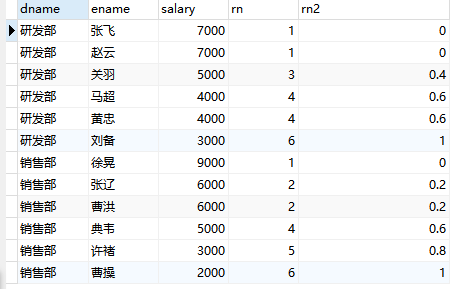 dname ename salary rn rn2
研发部 张飞 7000 1 0
研发部 赵云 7000 1 0
研发部 关羽 5000 3 0.4
研发部 马超 4000 4 0.6
研发部 黄忠 4000 4 0.6
研发部 刘备 3000 6 1
销售部 徐晃 9000 1 0
销售部 张辽 6000 2 0.2
销售部 曹洪 6000 2 0.2
销售部 典韦 5000 4 0.6
销售部 许褚 3000 5 0.8
销售部 曹操 2000 6 1